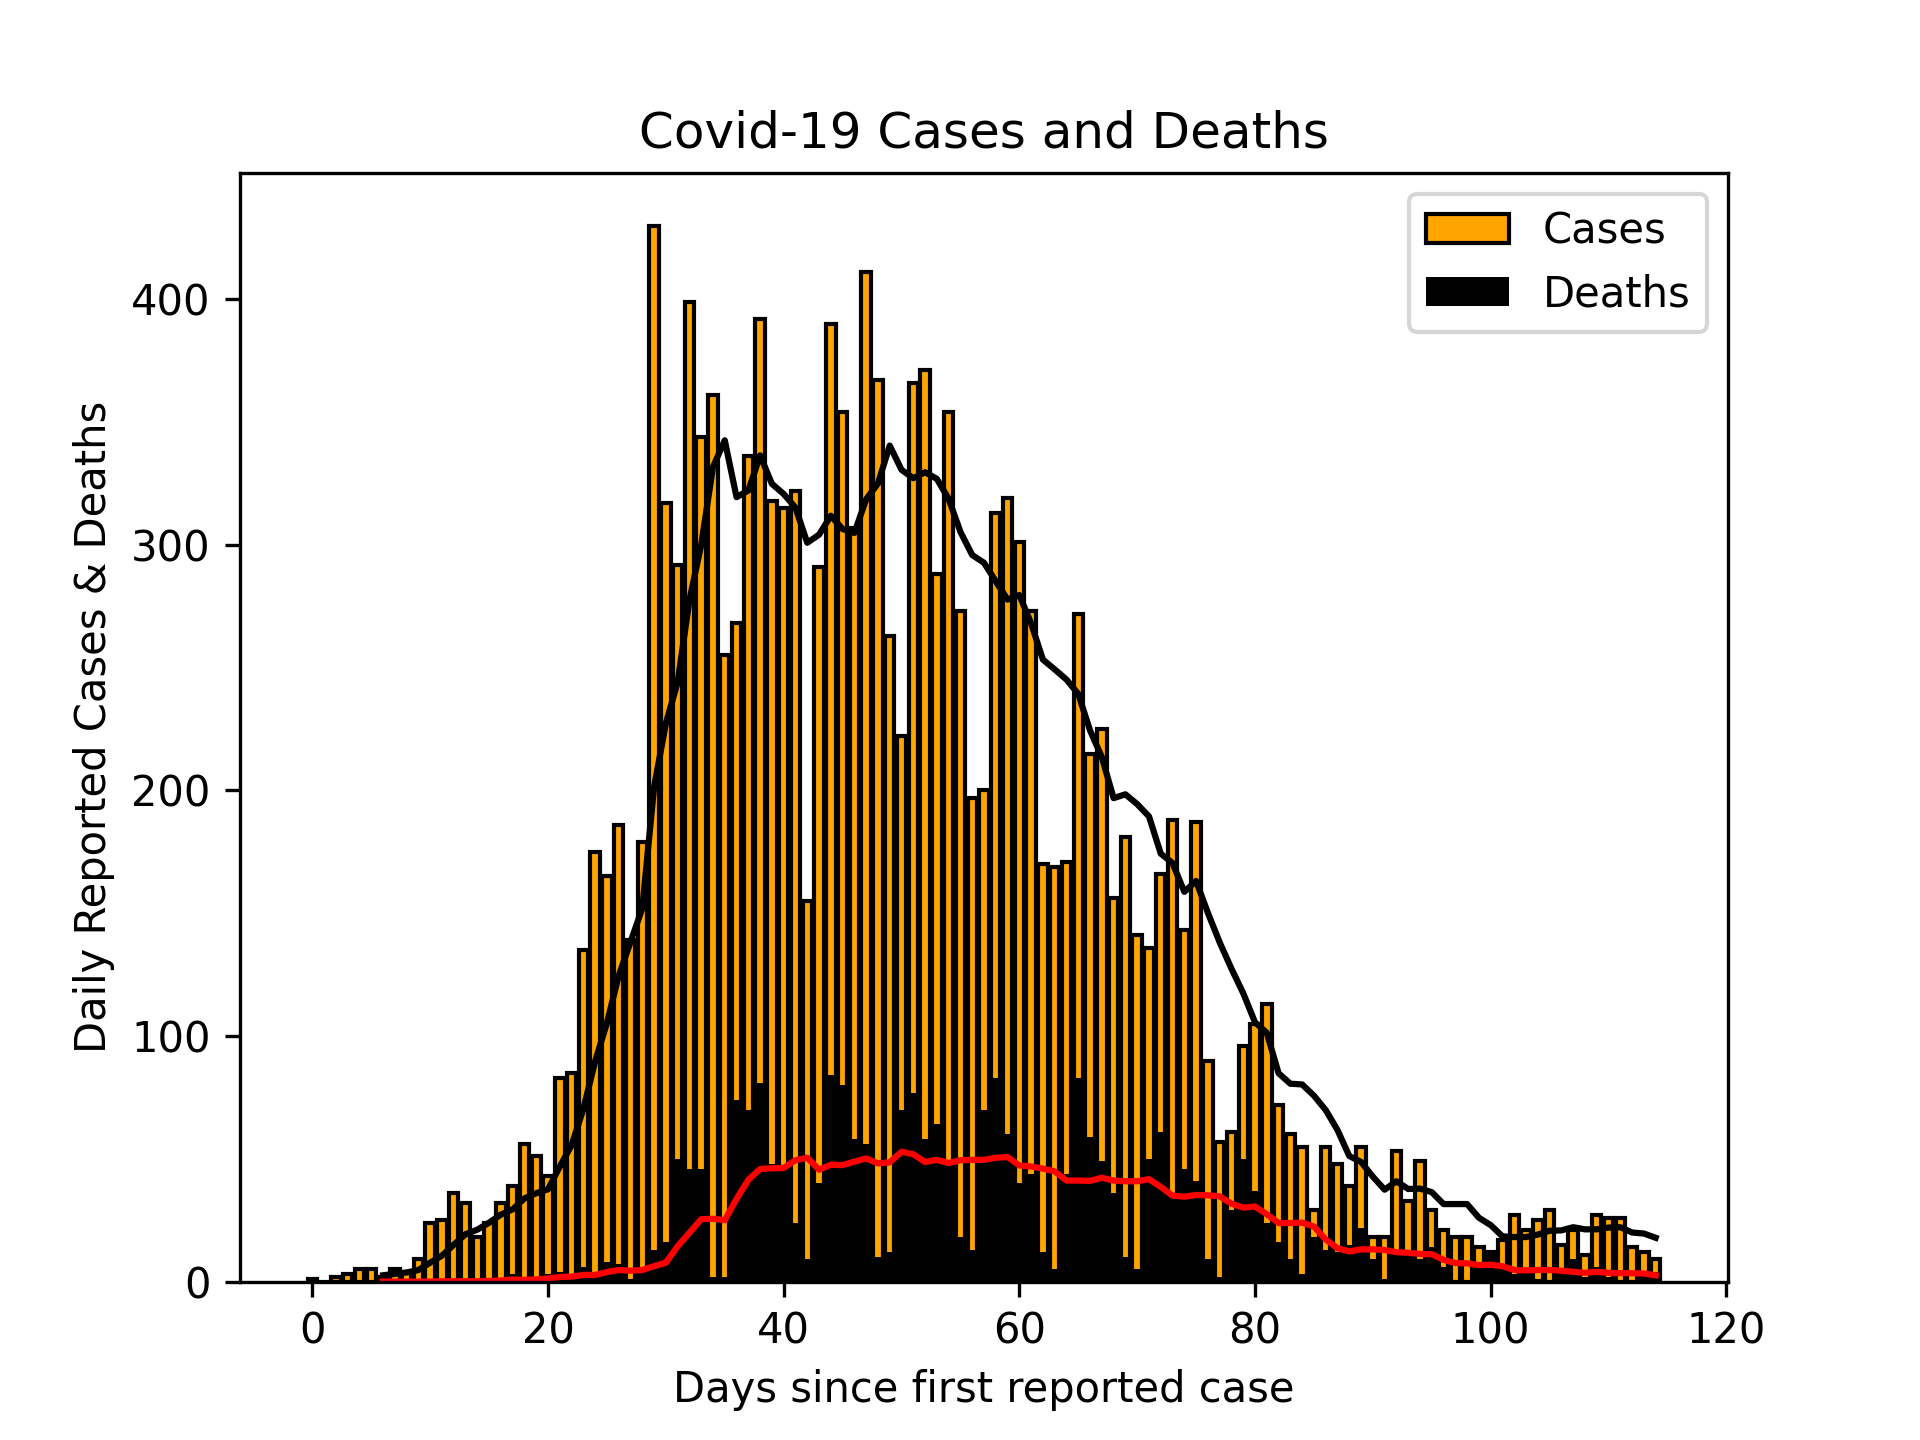 Covid-19 Cases and Deaths
Cases
Deaths
400
300
200
100
0
Daily Reported Cases & Deaths
0 20 40 60 80 100 120
Days since first reported case